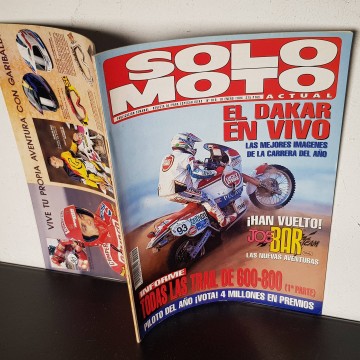 VIVE TU PROPIA AVENTURA CON GARIBALDI
SOLO
MOTO
ACTUAL
EL DAKAR
EN VIVO
LAS MEJORES IMAGENES
DE LA CARRERA DEL AÑO
93
¡HAN VUELTO!
JOE
BAR
TEAM
LAS NUEVAS AVENTURAS
INFORME
TODAS LAS TRAIL DE 600-800 (1ª PARTE)
PILOTO DEL AÑO ¡VOTA! 4 MILLONES EN PREMIOS